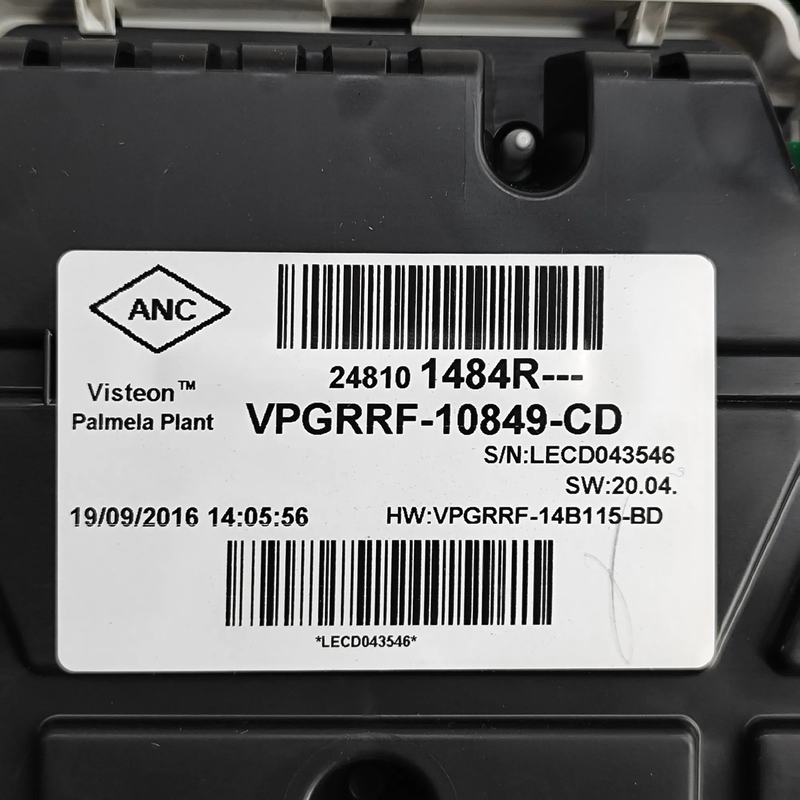 ANC
24810 1484R---
Visteon™
Palmela Plant
VPGRRF-10849-CD
S/N:LECD043546
SW:20.04.
19/09/2016 14:05:56
HW:VPGRRF-14B115-BD
*LECD043546*